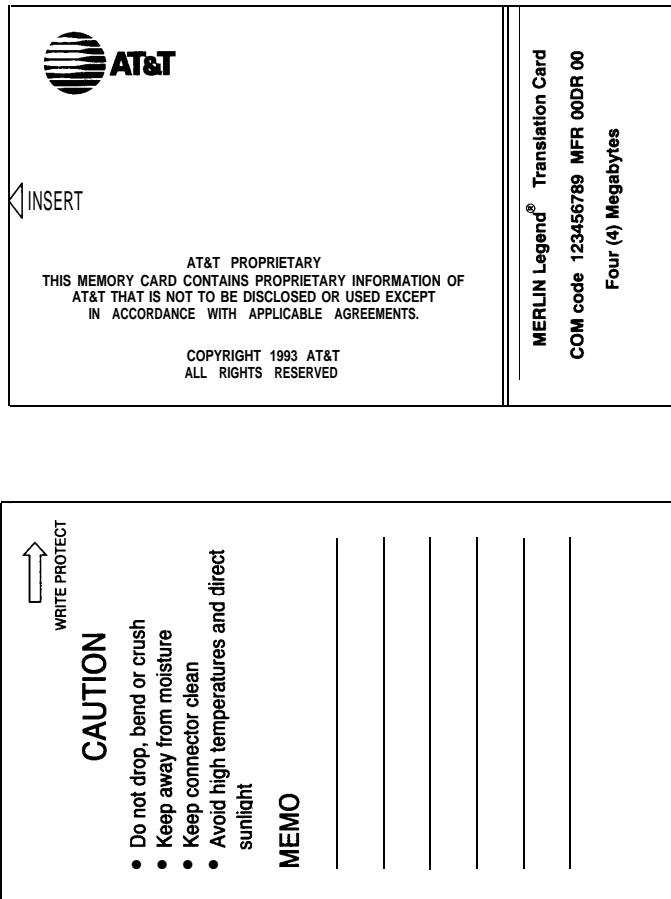 AT&T
INSERT
AT&T PROPRIETARY
THIS MEMORY CARD CONTAINS PROPRIETARY INFORMATION OF
AT&T THAT IS NOT TO BE DISCLOSED OR USED EXCEPT
IN ACCORDANCE WITH APPLICABLE AGREEMENTS.
COPYRIGHT 1993 AT&T
ALL RIGHTS RESERVED
MERLIN Legend® Translation Card
COM code 123456789 MFR 00DR 00
Four (4) Megabytes
WRITE PROTECT
CAUTION
• Do not drop, bend or crush
• Keep away from moisture
• Keep connector clean
• Avoid high temperatures and direct
sunlight
MEMO